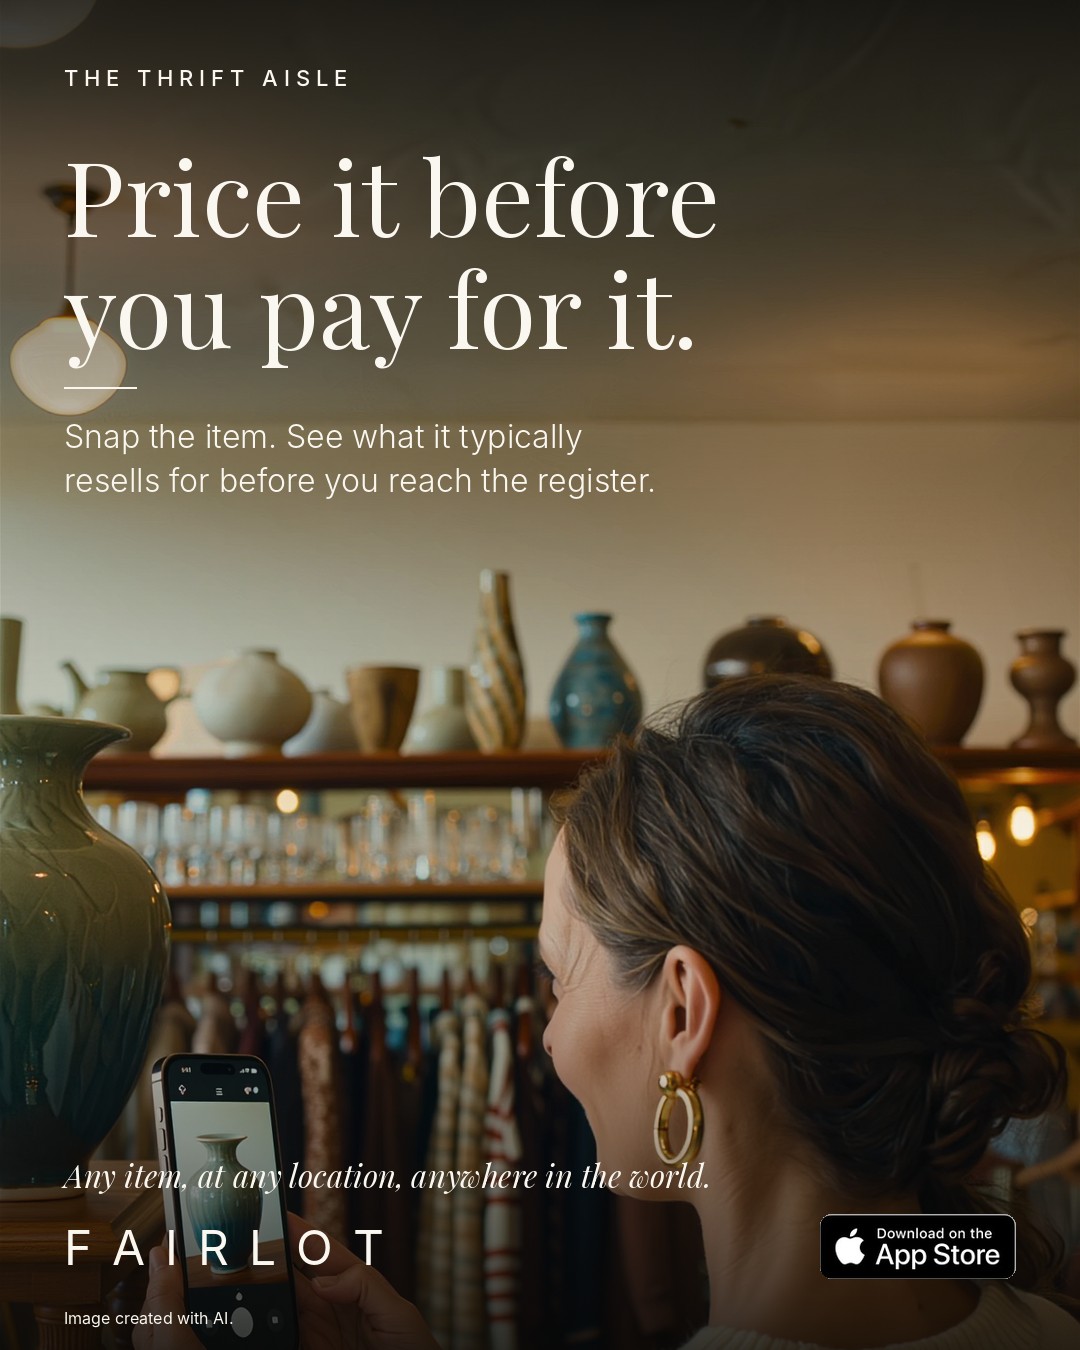 THE THRIFT AISLE
Price it before
you pay for it.
Snap the item. See what it typically
resells for before you reach the register.
Any item, at any location, anywhere in the world.
FAIRLOT
Download on the
App Store
Image created with AI.